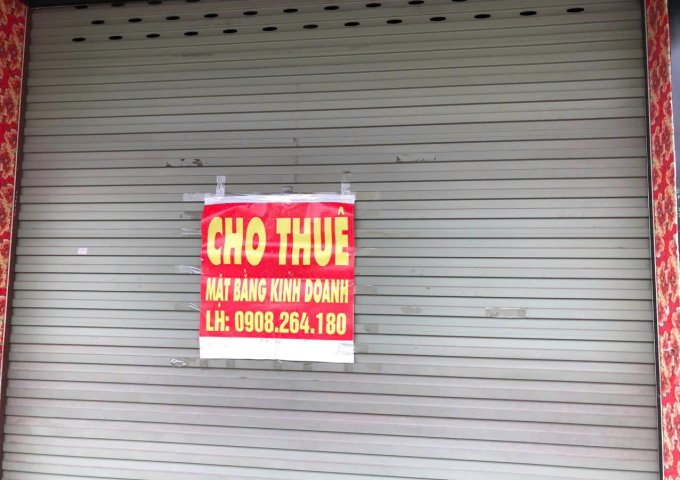 CHO THUÊ
MẶT BẰNG KINH DOANH
LH: 0908.264.180